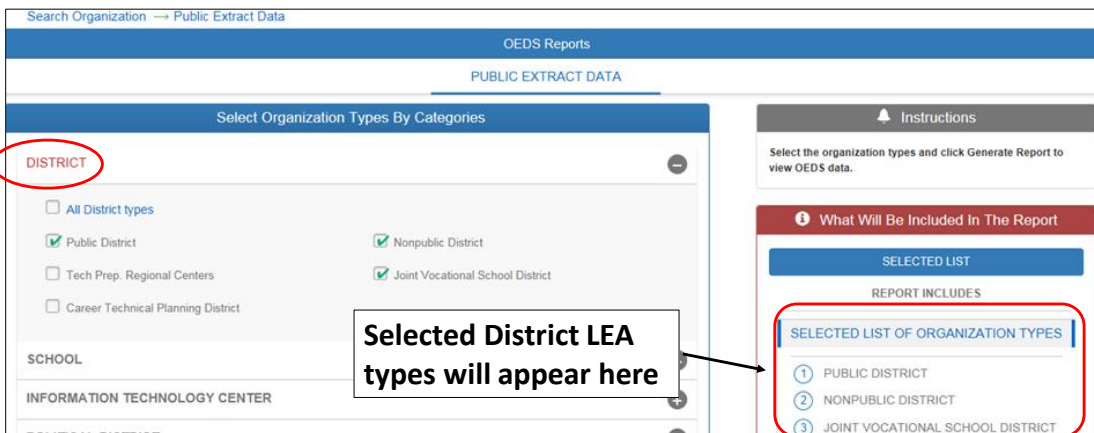 Search Organization → Public Extract Data
OEDS Reports
PUBLIC EXTRACT DATA
Select Organization Types By Categories
DISTRICT
All District types
Public District
Nonpublic District
Tech Prep. Regional Centers
Joint Vocational School District
Career Technical Planning District
SCHOOL
INFORMATION TECHNOLOGY CENTER
Selected District LEA
types will appear here
Instructions
Select the organization types and click Generate Report to
view OEDS data.
What Will Be Included In The Report
SELECTED LIST
REPORT INCLUDES
SELECTED LIST OF ORGANIZATION TYPES
1 PUBLIC DISTRICT
2 NONPUBLIC DISTRICT
3 JOINT VOCATIONAL SCHOOL DISTRICT